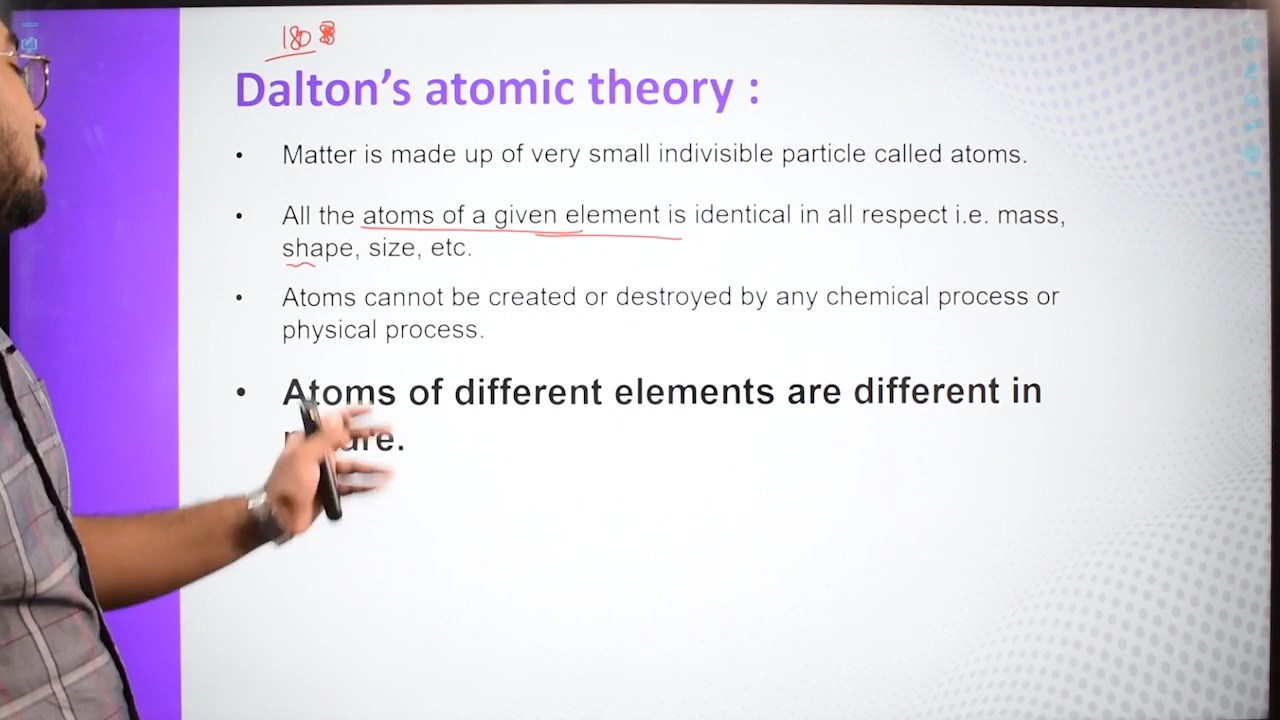 180
Dalton's atomic theory :
• Matter is made up of very small indivisible particle called atoms.
• All the atoms of a given element is identical in all respect i.e. mass,
shape, size, etc.
• Atoms cannot be created or destroyed by any chemical process or
physical process.
• Atoms of different elements are different in